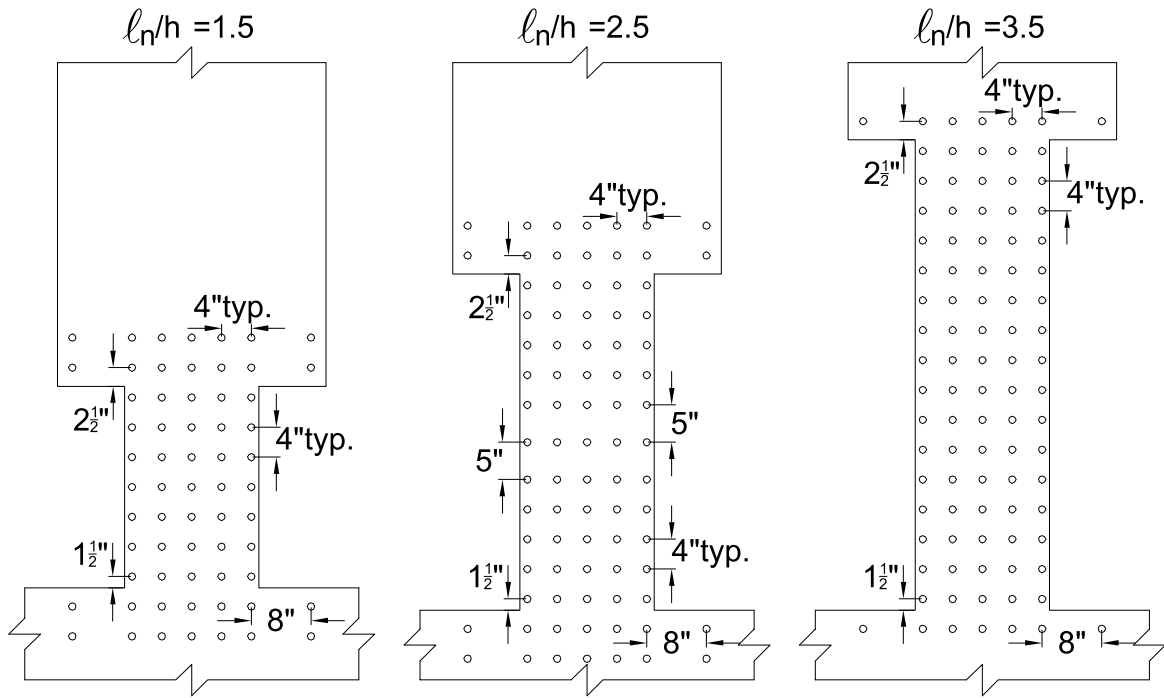 ℓn/h =1.5
4"typ.
2½"
4"typ.
1½"
8"
ℓn/h =2.5
4"typ.
2½"
5"
5"
4"typ.
1½"
8"
ℓn/h =3.5
4"typ.
2½"
4"typ.
1½"
8"